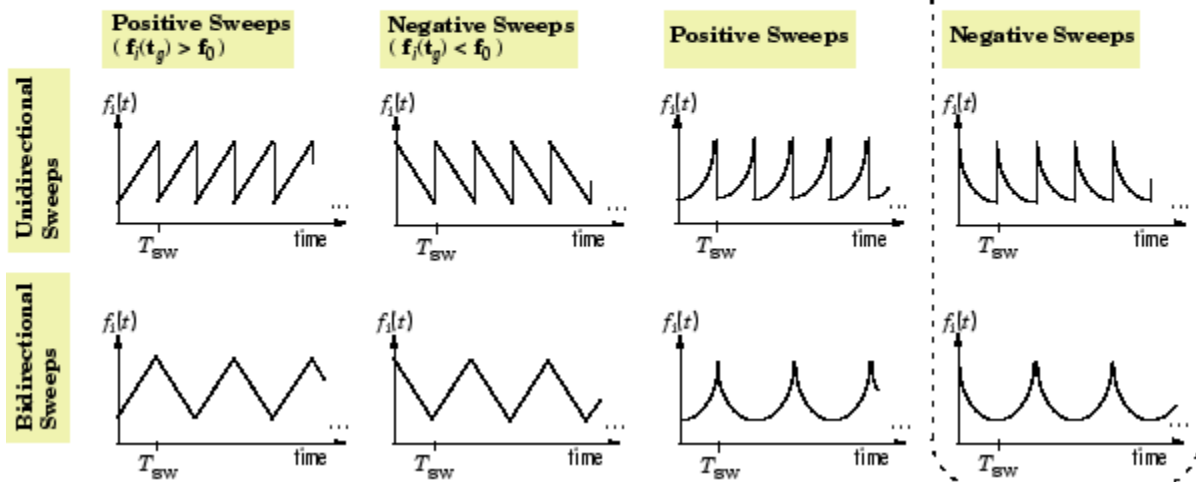 Positive Sweeps
( fi(tg) > f0)
Negative Sweeps
( fi(tg) < f0)
Positive Sweeps
Negative Sweeps
Unidirectional
Sweeps
fi(t)
...
time
Tsw
fi(t)
...
time
Tsw
fi(t)
...
time
Tsw
fi(t)
...
time
Tsw
Bidirectional
Sweeps
fi(t)
...
time
Tsw
fi(t)
...
time
Tsw
fi(t)
...
time
Tsw
fi(t)
...
time
Tsw